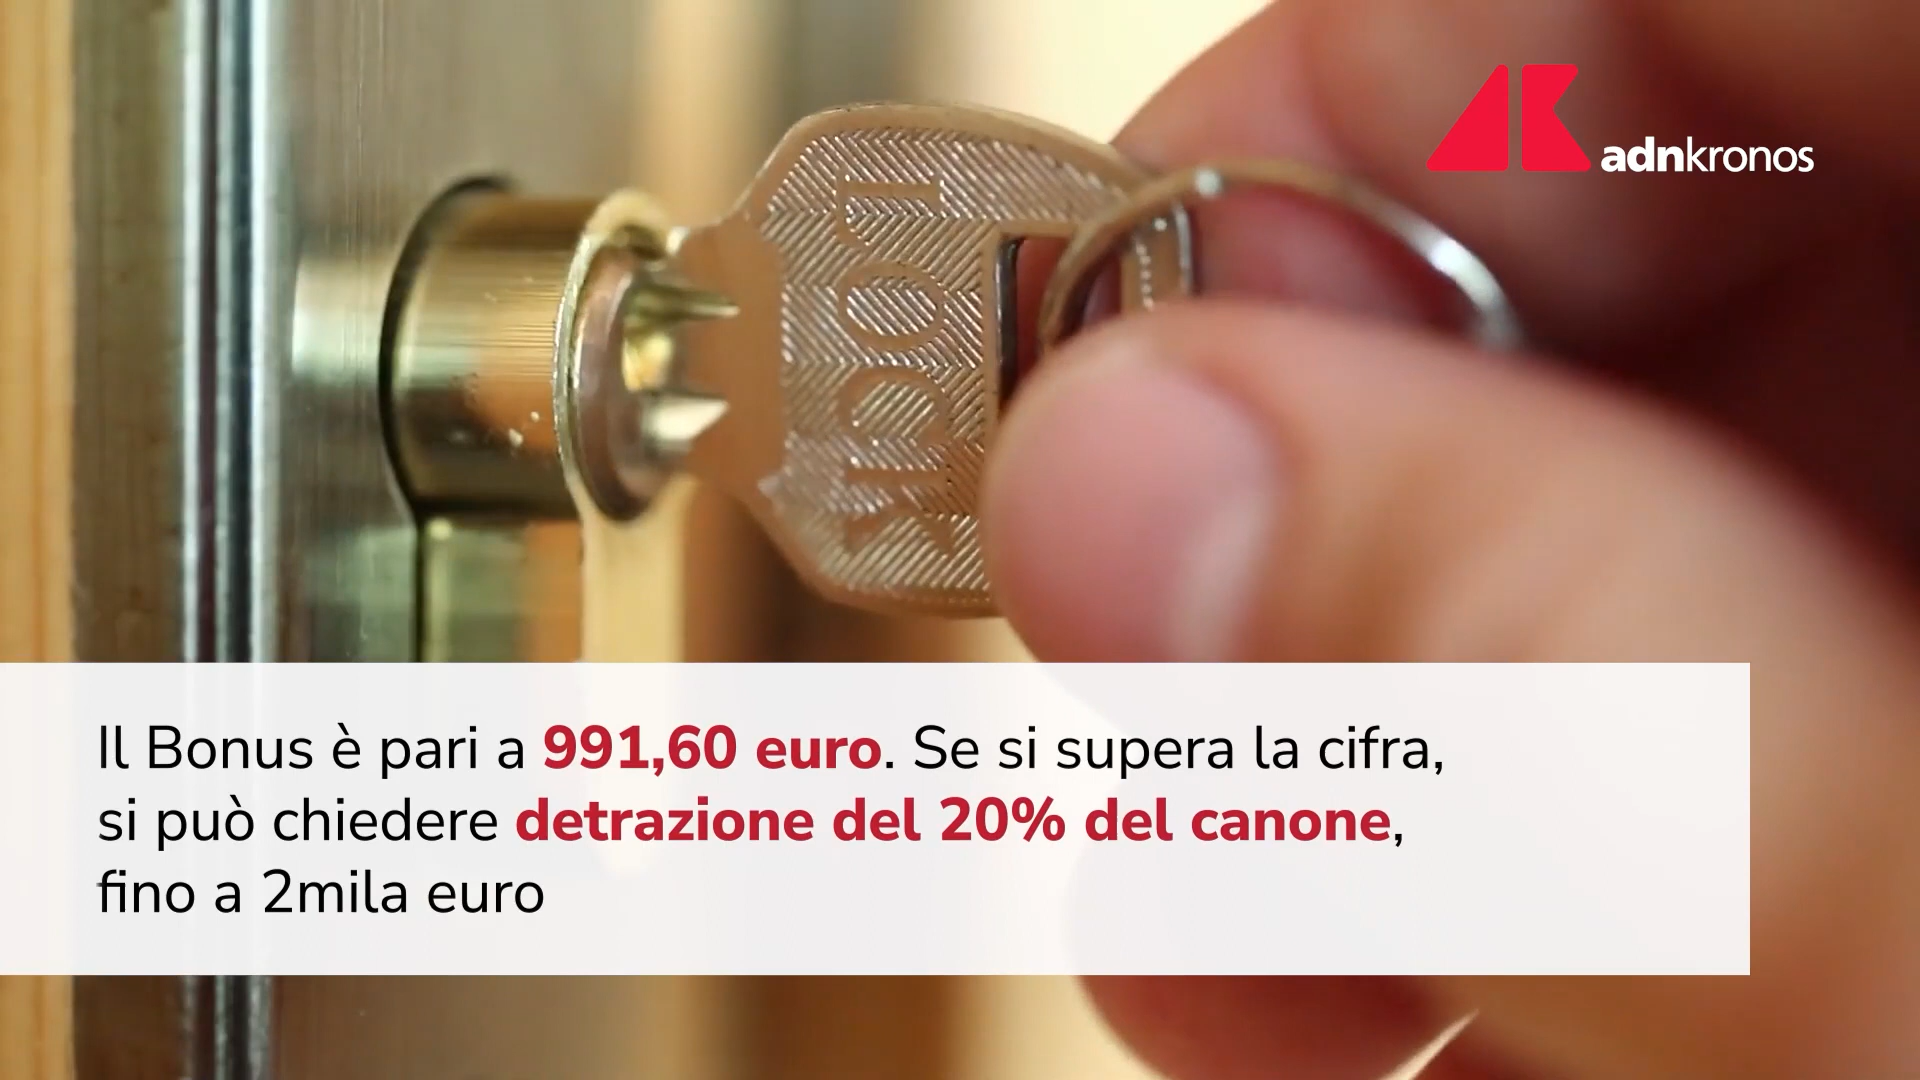 adnkronos
Il Bonus è pari a 991,60 euro. Se si supera la cifra,
si può chiedere detrazione del 20% del canone,
fino a 2mila euro